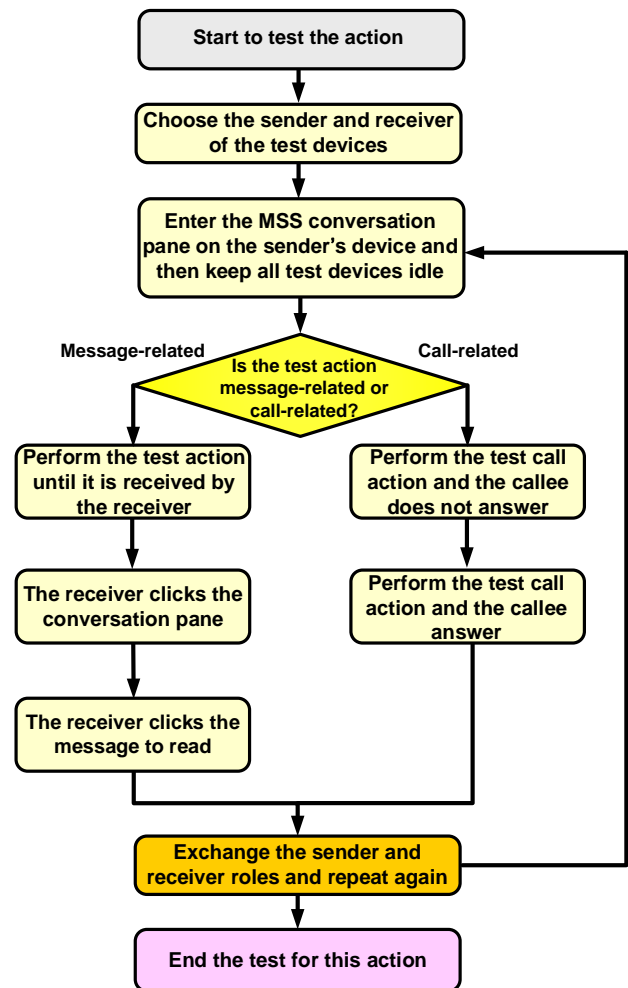 Start to test the action
Choose the sender and receiver
of the test devices
Enter the MSS conversation
pane on the sender's device and
then keep all test devices idle
Message-related
Call-related
Is the test action
message-related or
call-related?
Perform the test action
until it is received by
the receiver
Perform the test call
action and the callee
does not answer
The receiver clicks the
conversation pane
Perform the test call
action and the callee
answer
The receiver clicks the
message to read
Exchange the sender and
receiver roles and repeat again
End the test for this action